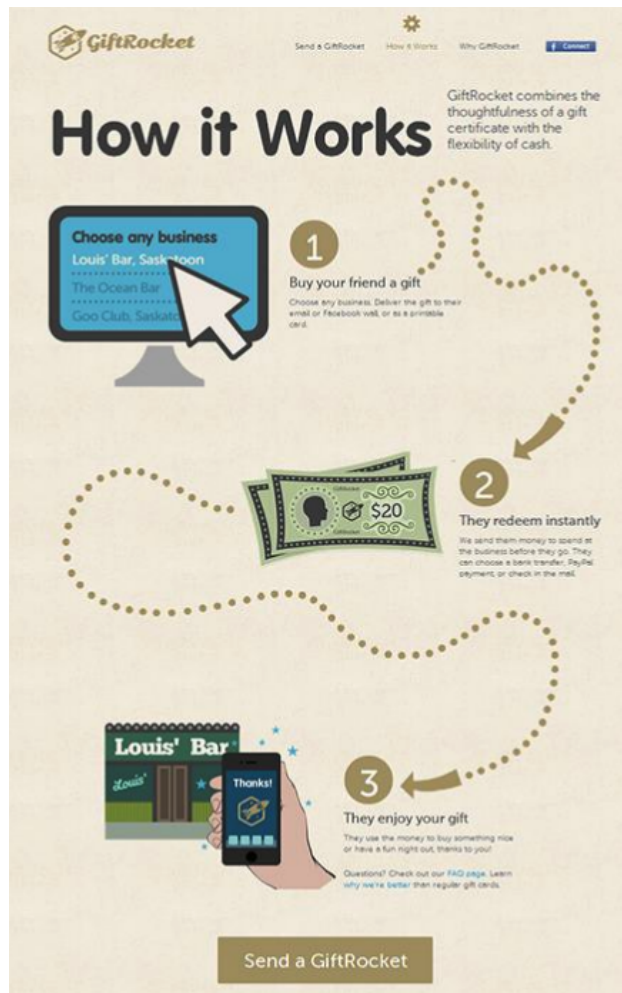 GiftRocket
Send a GiftRocket
How it Works
Why GiftRocket
f Connect
How it Works
GiftRocket combines the
thoughtfulness of a gift
certificate with the
flexibility of cash.
Choose any business
Louis' Bar, Saskatoon
The Ocean Bar
Goo Club, Saskato
1
Buy your friend a gift
Choose any business. Deliver the gift to their
email or Facebook wall, or as a printable
card.
GiftRocket
$20
GiftRocket
2
They redeem instantly
We send them money to spend at
the business before they go. They
can choose a bank transfer, PayPal
payment, or check in the mail.
Louis' Bar
Louis'
Thanks!
3
They enjoy your gift
They use the money to buy something nice
or have a fun night out, thanks to you!
Questions? Check out our FAQ page. Learn
why we're better than regular gift cards.
Send a GiftRocket